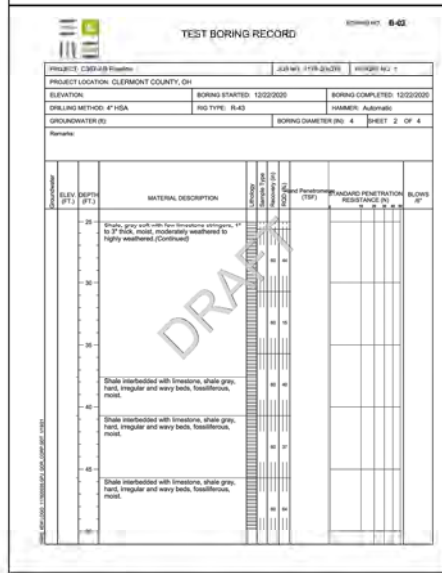 TEST BORING RECORD
B-02
PROJECT LOCATION: CLERMONT COUNTY, OH
ELEVATION: BORING STARTED: 12/22/2020 BORING COMPLETED: 12/22/2020
DRILLING METHOD: 4" HSA RIG TYPE: R-43 HAMMER: Automatic
GROUNDWATER (ft): BORING DIAMETER (IN): 4 SHEET 2 OF 4
Remarks:
Groundwater
ELEV. (FT.)
DEPTH (FT.)
MATERIAL DESCRIPTION
Lithology
Sample Type
Recovery (in)
RQD (%)
(TSF)
STANDARD PENETRATION
RESISTANCE (N)
BLOWS
/6"
25
Shale, gray soft with few limestone stringers, 1"
to 3" thick, moist, moderately weathered to
highly weathered.(Continued)
30
35
DRAFT
Shale interbedded with limestone, shale gray,
hard, irregular and wavy beds, fossiliferous,
moist.
40
Shale interbedded with limestone, shale gray,
hard, irregular and wavy beds, fossiliferous,
moist.
45
Shale interbedded with limestone, shale gray,
hard, irregular and wavy beds, fossiliferous,
moist.